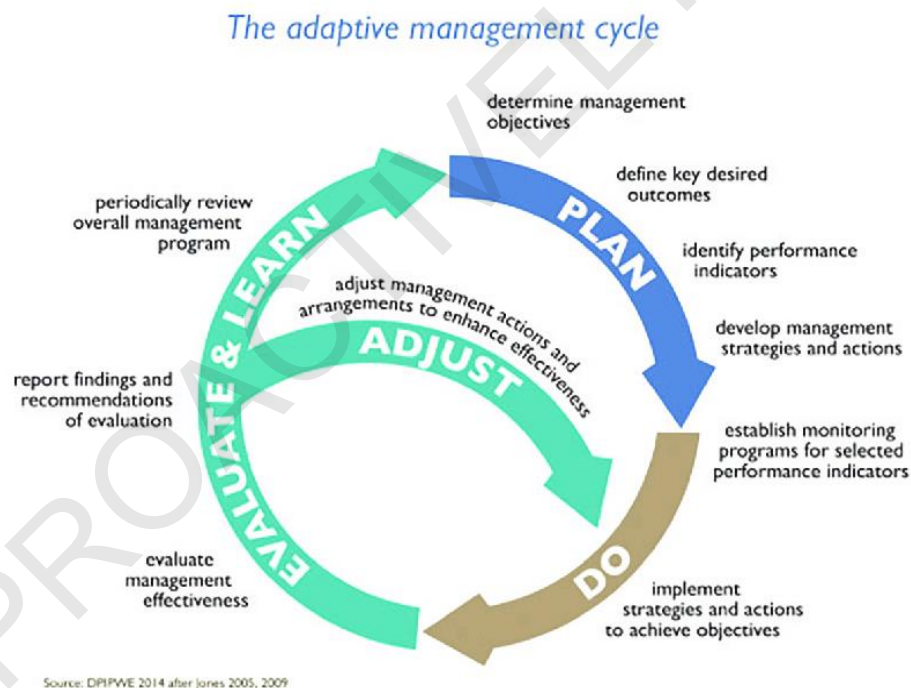 The adaptive management cycle
determine management
objectives
define key desired
outcomes
identify performance
indicators
develop management
strategies and actions
PLAN
establish monitoring
programs for selected
performance indicators
implement
strategies and actions
to achieve objectives
DO
evaluate
management
effectiveness
report findings and
recommendations
of evaluation
periodically review
overall management
program
EVALUATE & LEARN
adjust management actions and
arrangements to enhance effectiveness
ADJUST
Source: DPIPWE 2014 after Jones 2005, 2009
PROACTIVEL